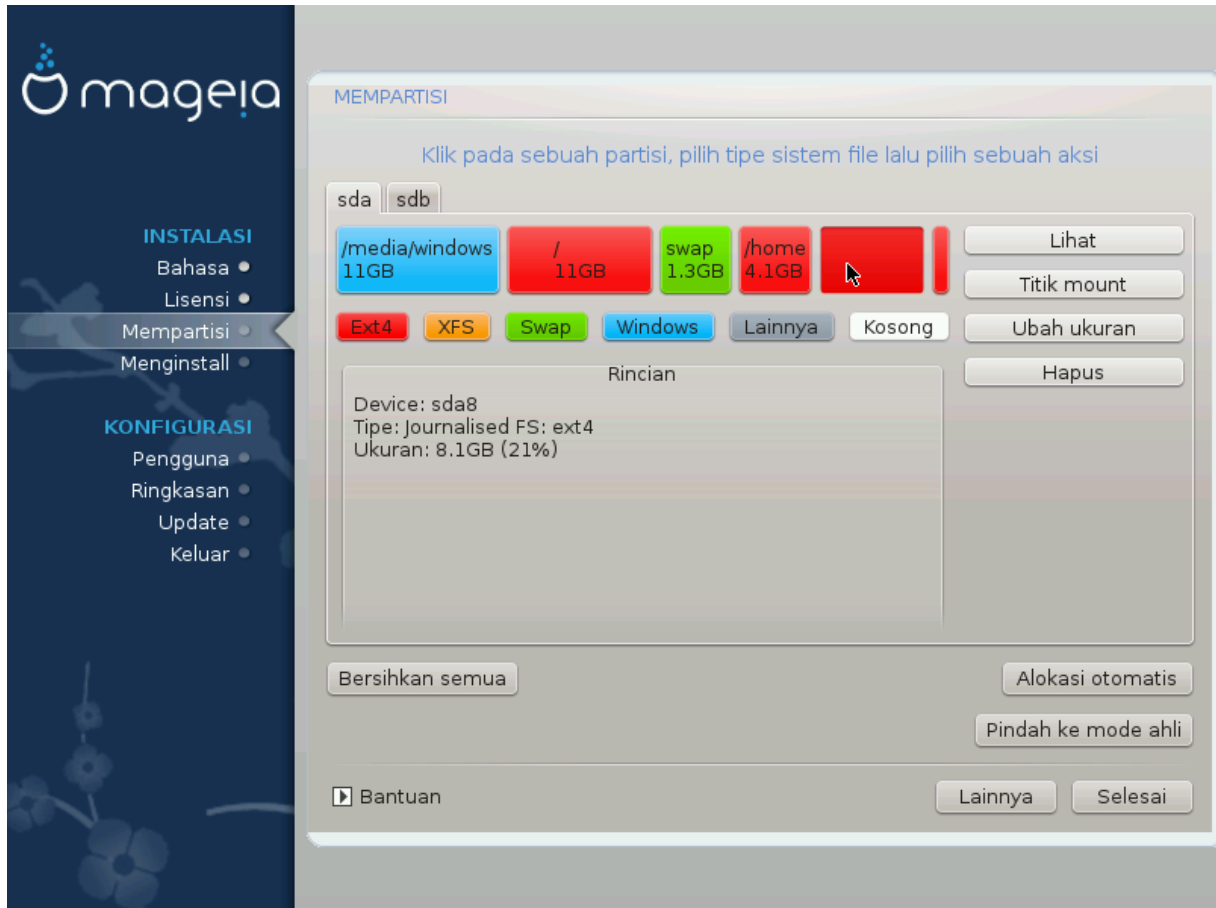 mageia
INSTALASI
Bahasa
Lisensi
Mempartisi
Menginstall
KONFIGURASI
Pengguna
Ringkasan
Update
Keluar
MEMPARTISI
Klik pada sebuah partisi, pilih tipe sistem file lalu pilih sebuah aksi
sda sdb
/media/windows / swap /home
11GB 11GB 1.3GB 4.1GB
Ext4 XFS Swap Windows Lainnya Kosong
Lihat
Titik mount
Ubah ukuran
Hapus
Rincian
Device: sda8
Tipe: Journalised FS: ext4
Ukuran: 8.1GB (21%)
Bersihkan semua Alokasi otomatis
Pindah ke mode ahli
Bantuan Lainnya Selesai